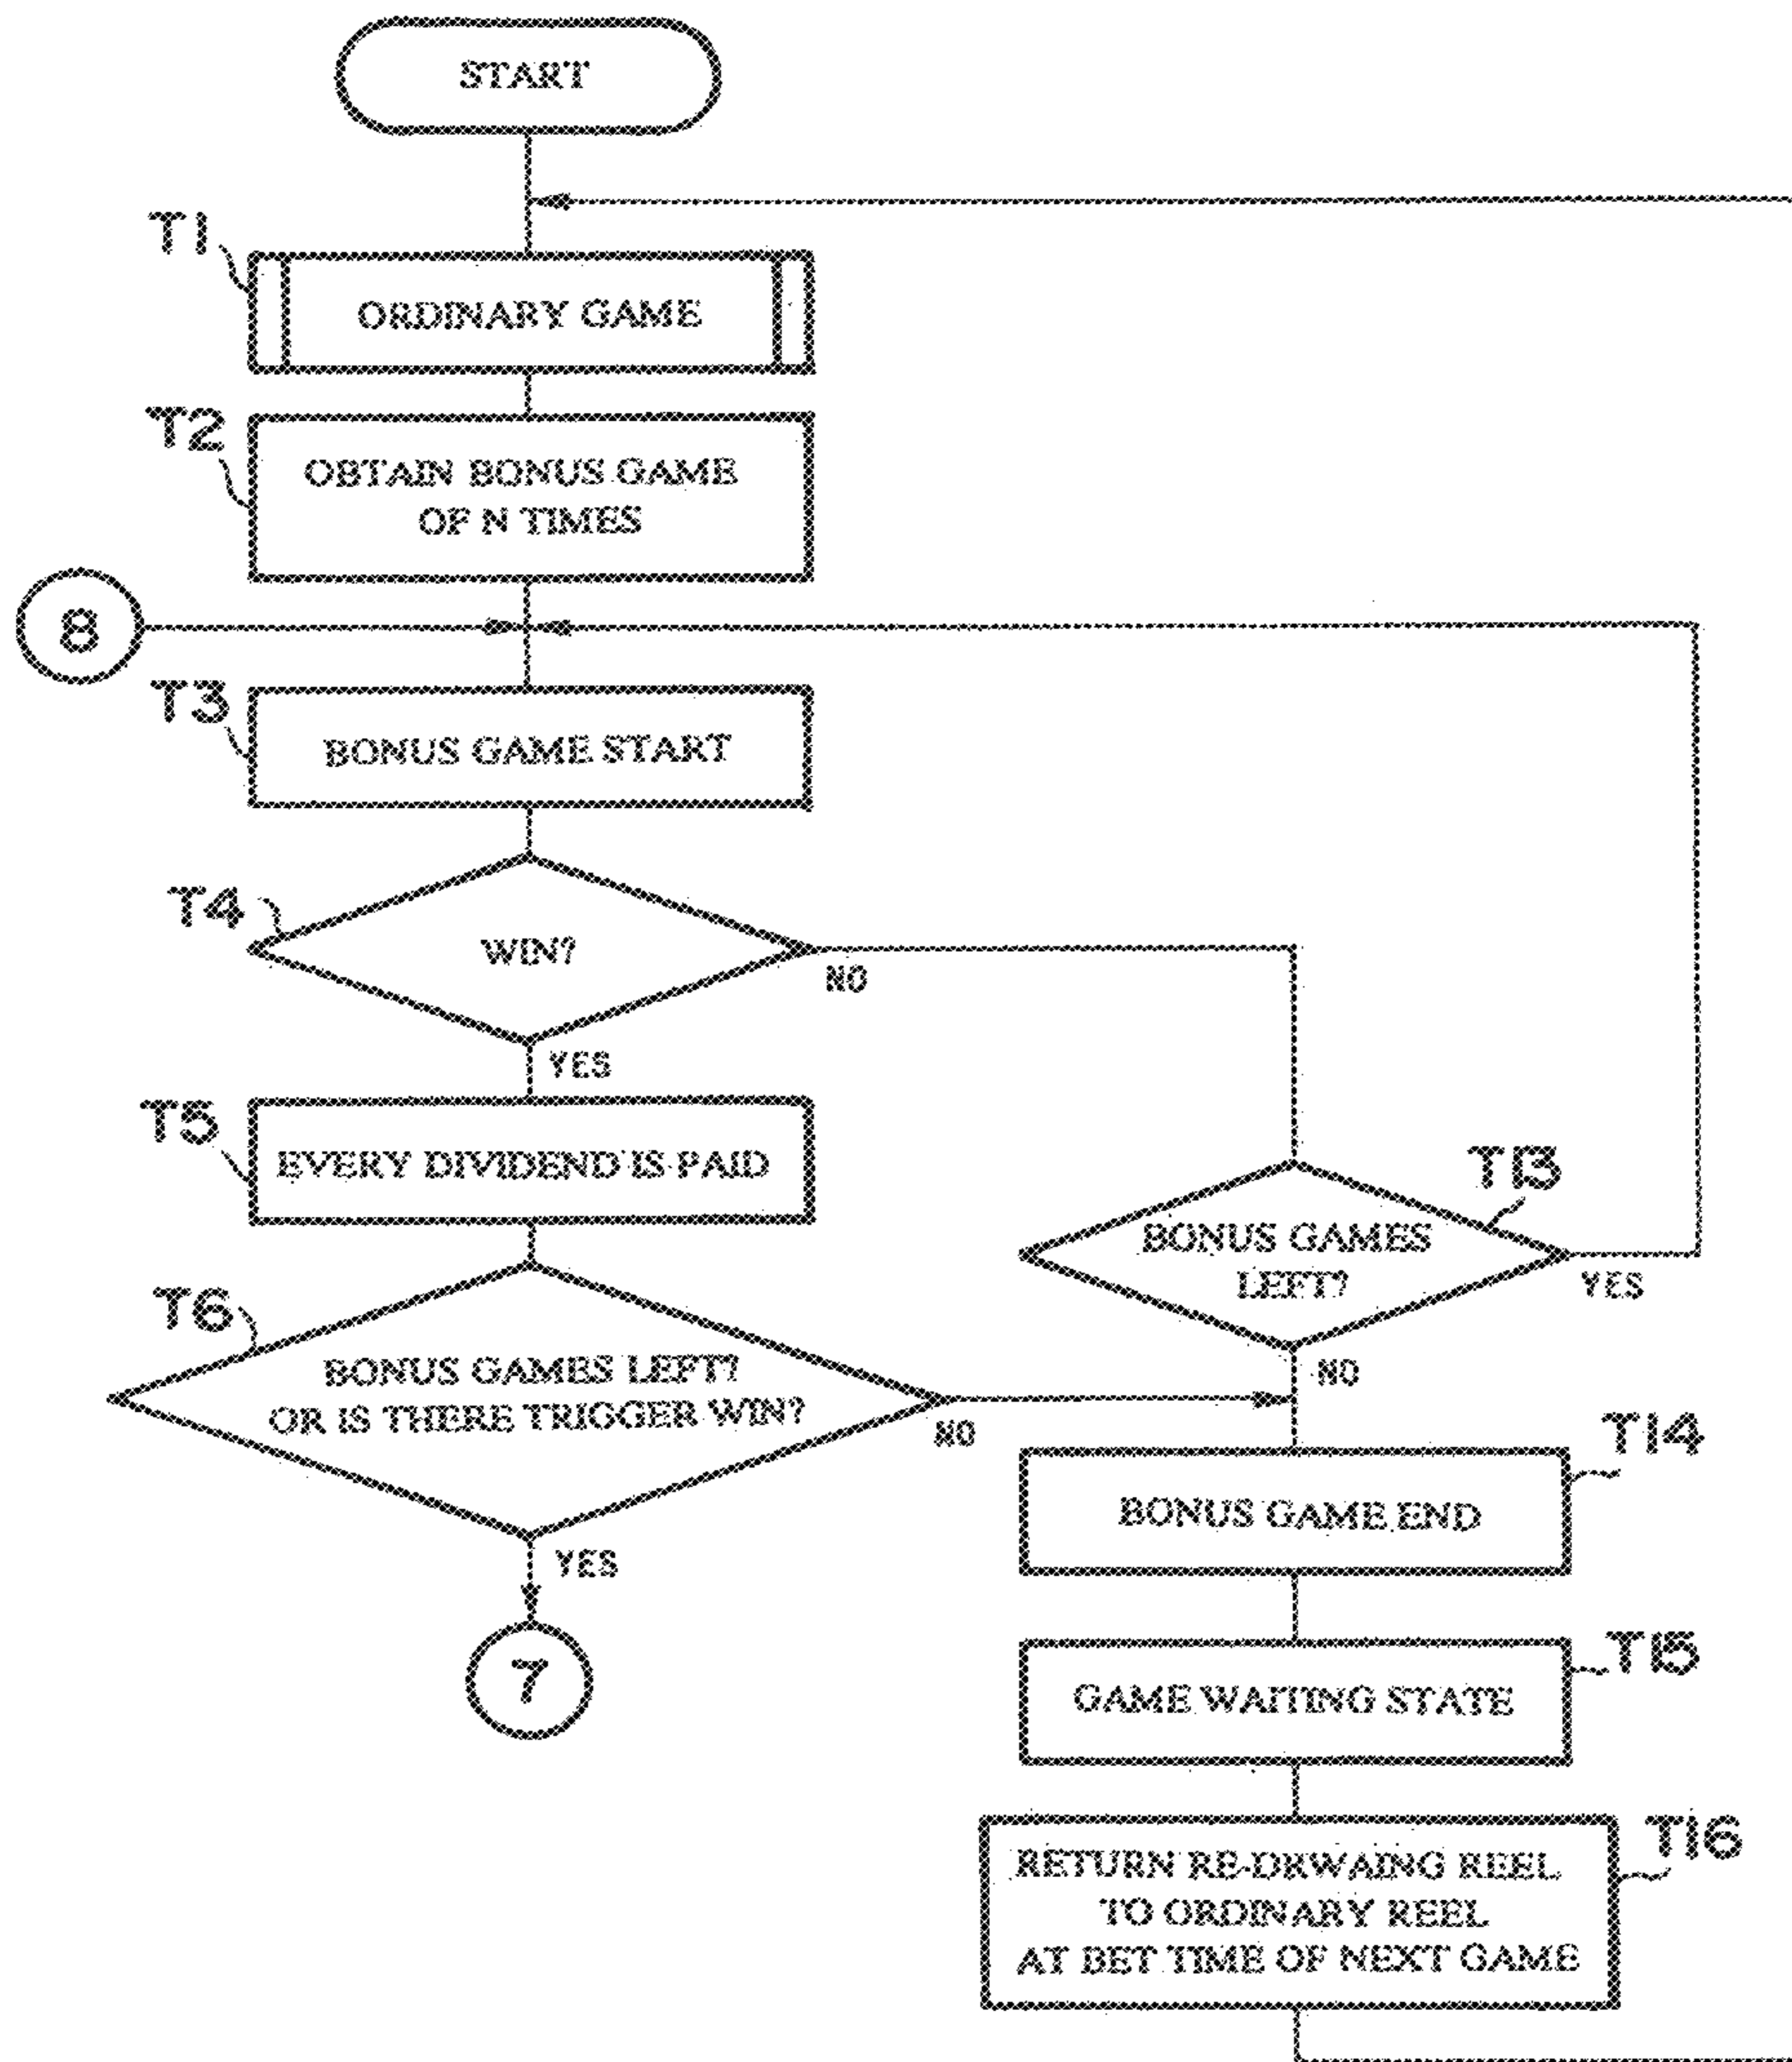 START
T1
ORDINARY GAME
T2
OBTAIN BONUS GAME
OF N TIMES
8
T3
BONUS GAME START
T4
WIN?
NO
YES
T5
EVERY DIVIDEND IS PAID
T6
BONUS GAMES LEFT?
OR IS THERE TRIGGER WIN?
NO
YES
7
T13
BONUS GAMES
LEFT?
YES
NO
T14
BONUS GAME END
T15
GAME WAITING STATE
T16
RETURN RE-DRWAING REEL
TO ORDINARY REEL
AT BET TIME OF NEXT GAME